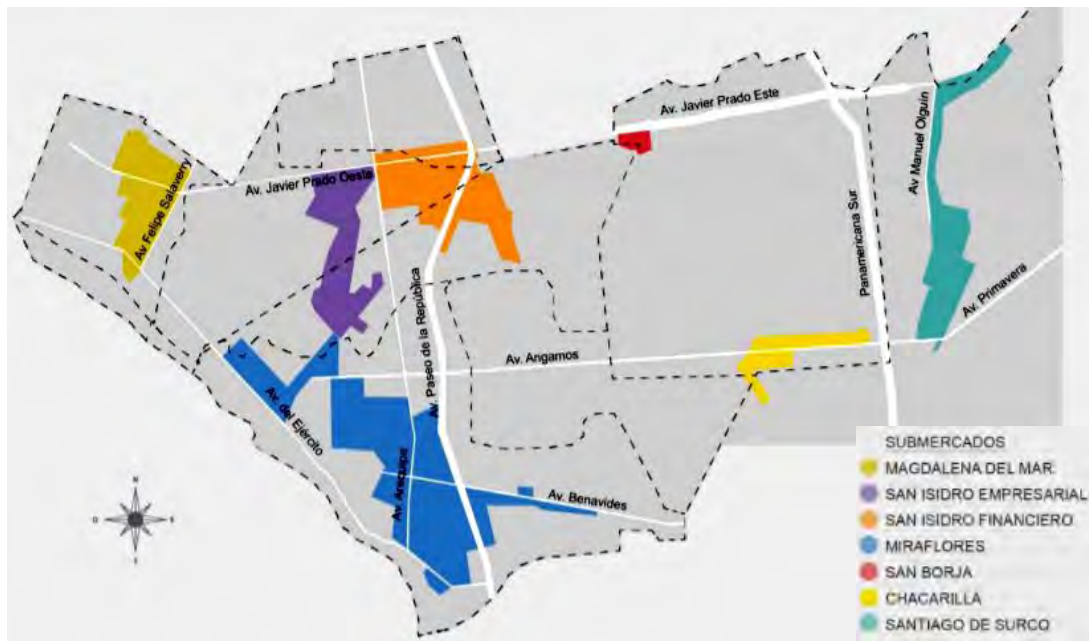 Av. Javier Prado Este
Av. Felipe Salaverry
Av. Javier Prado Oeste
Av Manuel Olguin
Panamericana Sur
Av. Primavera
Av. Paseo de la República
Av. Angamos
Av. del Ejército
Av. Arequipa
Av. Benavides
N
O
E
SUBMERCADOS
MAGDALENA DEL MAR
SAN ISIDRO EMPRESARIAL
SAN ISIDRO FINANCIERO
MIRAFLORES
SAN BORJA
CHACARILLA
SANTIAGO DE SURCO